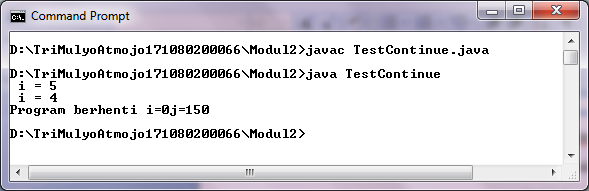 Command Prompt
D:\TriMulyoAtmojo171080200066\Modul2>javac TestContinue.java
D:\TriMulyoAtmojo171080200066\Modul2>java TestContinue
i = 5
i = 4
Program berhenti i=0j=150
D:\TriMulyoAtmojo171080200066\Modul2>